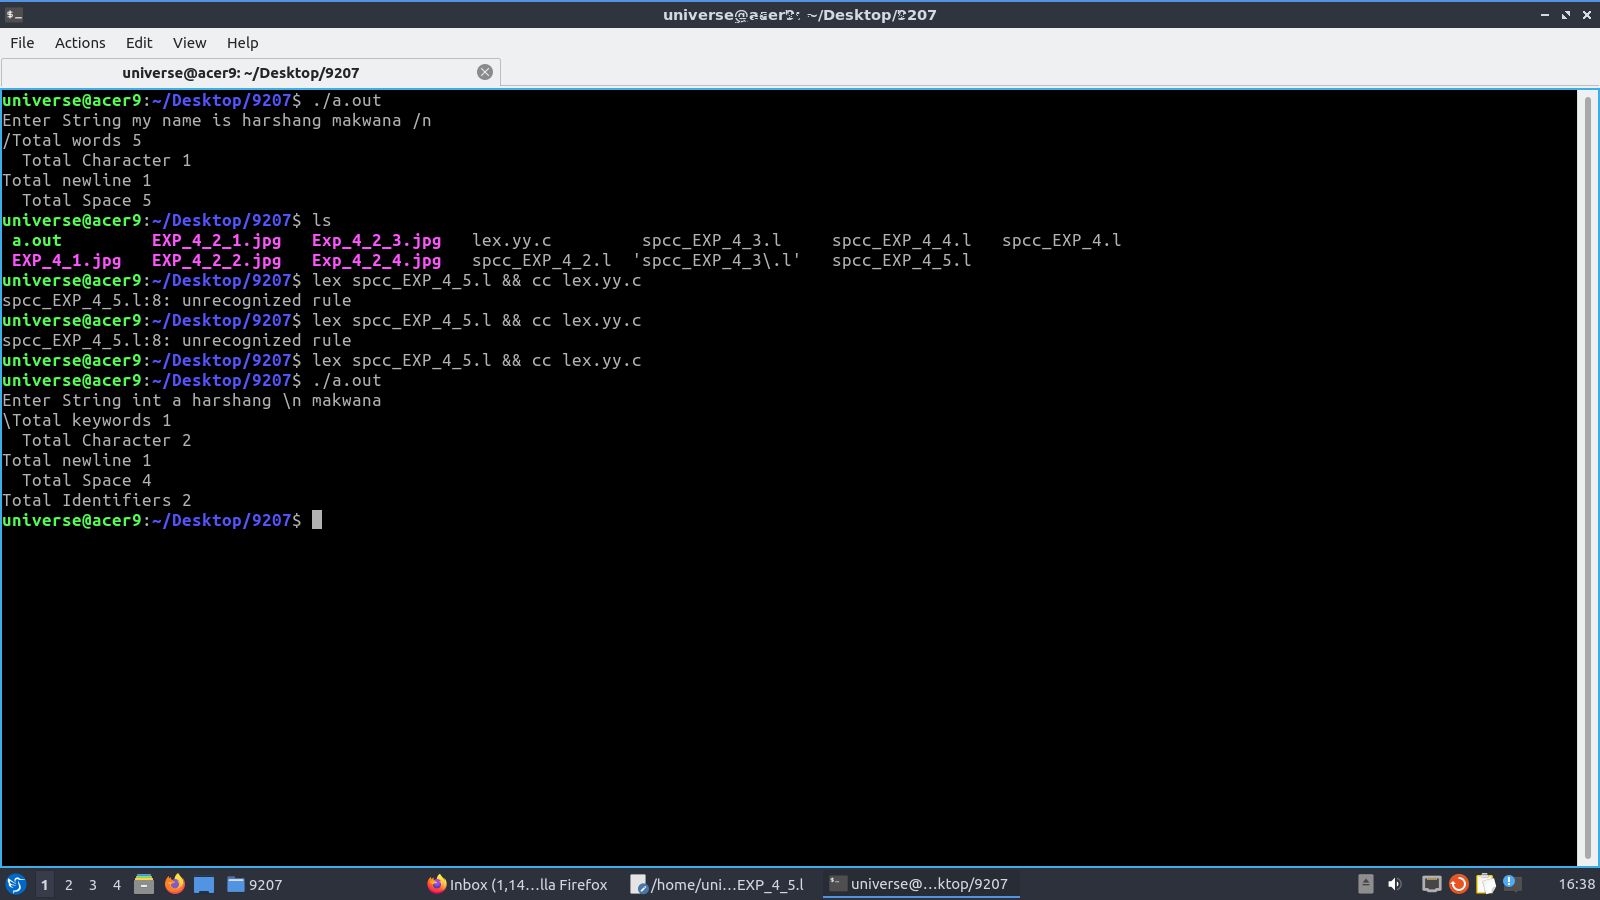 universe@acer9: ~/Desktop/9207
File Actions Edit View Help
universe@acer9: ~/Desktop/9207
universe@acer9:~/Desktop/9207$ ./a.out
Enter String my name is harshang makwana /n
/Total words 5
  Total Character 1
Total newline 1
  Total Space 5
universe@acer9:~/Desktop/9207$ ls
 a.out         EXP_4_2_1.jpg   Exp_4_2_3.jpg   lex.yy.c         spcc_EXP_4_3.l     spcc_EXP_4_4.l   spcc_EXP_4.l
 EXP_4_1.jpg   EXP_4_2_2.jpg   Exp_4_2_4.jpg   spcc_EXP_4_2.l  'spcc_EXP_4_3\.l'   spcc_EXP_4_5.l
universe@acer9:~/Desktop/9207$ lex spcc_EXP_4_5.l && cc lex.yy.c
spcc_EXP_4_5.l:8: unrecognized rule
universe@acer9:~/Desktop/9207$ lex spcc_EXP_4_5.l && cc lex.yy.c
spcc_EXP_4_5.l:8: unrecognized rule
universe@acer9:~/Desktop/9207$ lex spcc_EXP_4_5.l && cc lex.yy.c
universe@acer9:~/Desktop/9207$ ./a.out
Enter String int a harshang \n makwana
\Total keywords 1
  Total Character 2
Total newline 1
  Total Space 4
Total Identifiers 2
universe@acer9:~/Desktop/9207$
1 2 3 4 9207 Inbox (1,14...lla Firefox /home/uni...EXP_4_5.l universe@...ktop/9207 16:38